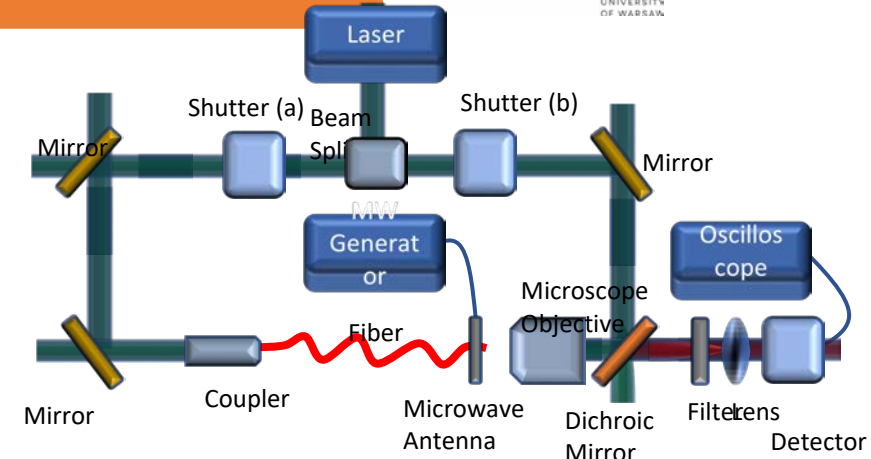 UNIVERSITY
OF WARSAW
Laser
Shutter (a)
Beam
Spli
Shutter (b)
Mirror
Mirror
MW
Generat
or
Oscillos
cope
Microscope
Objective
Fiber
Mirror
Coupler
Microwave
Antenna
Dichroic
Mirror
Filter
Lens
Detector